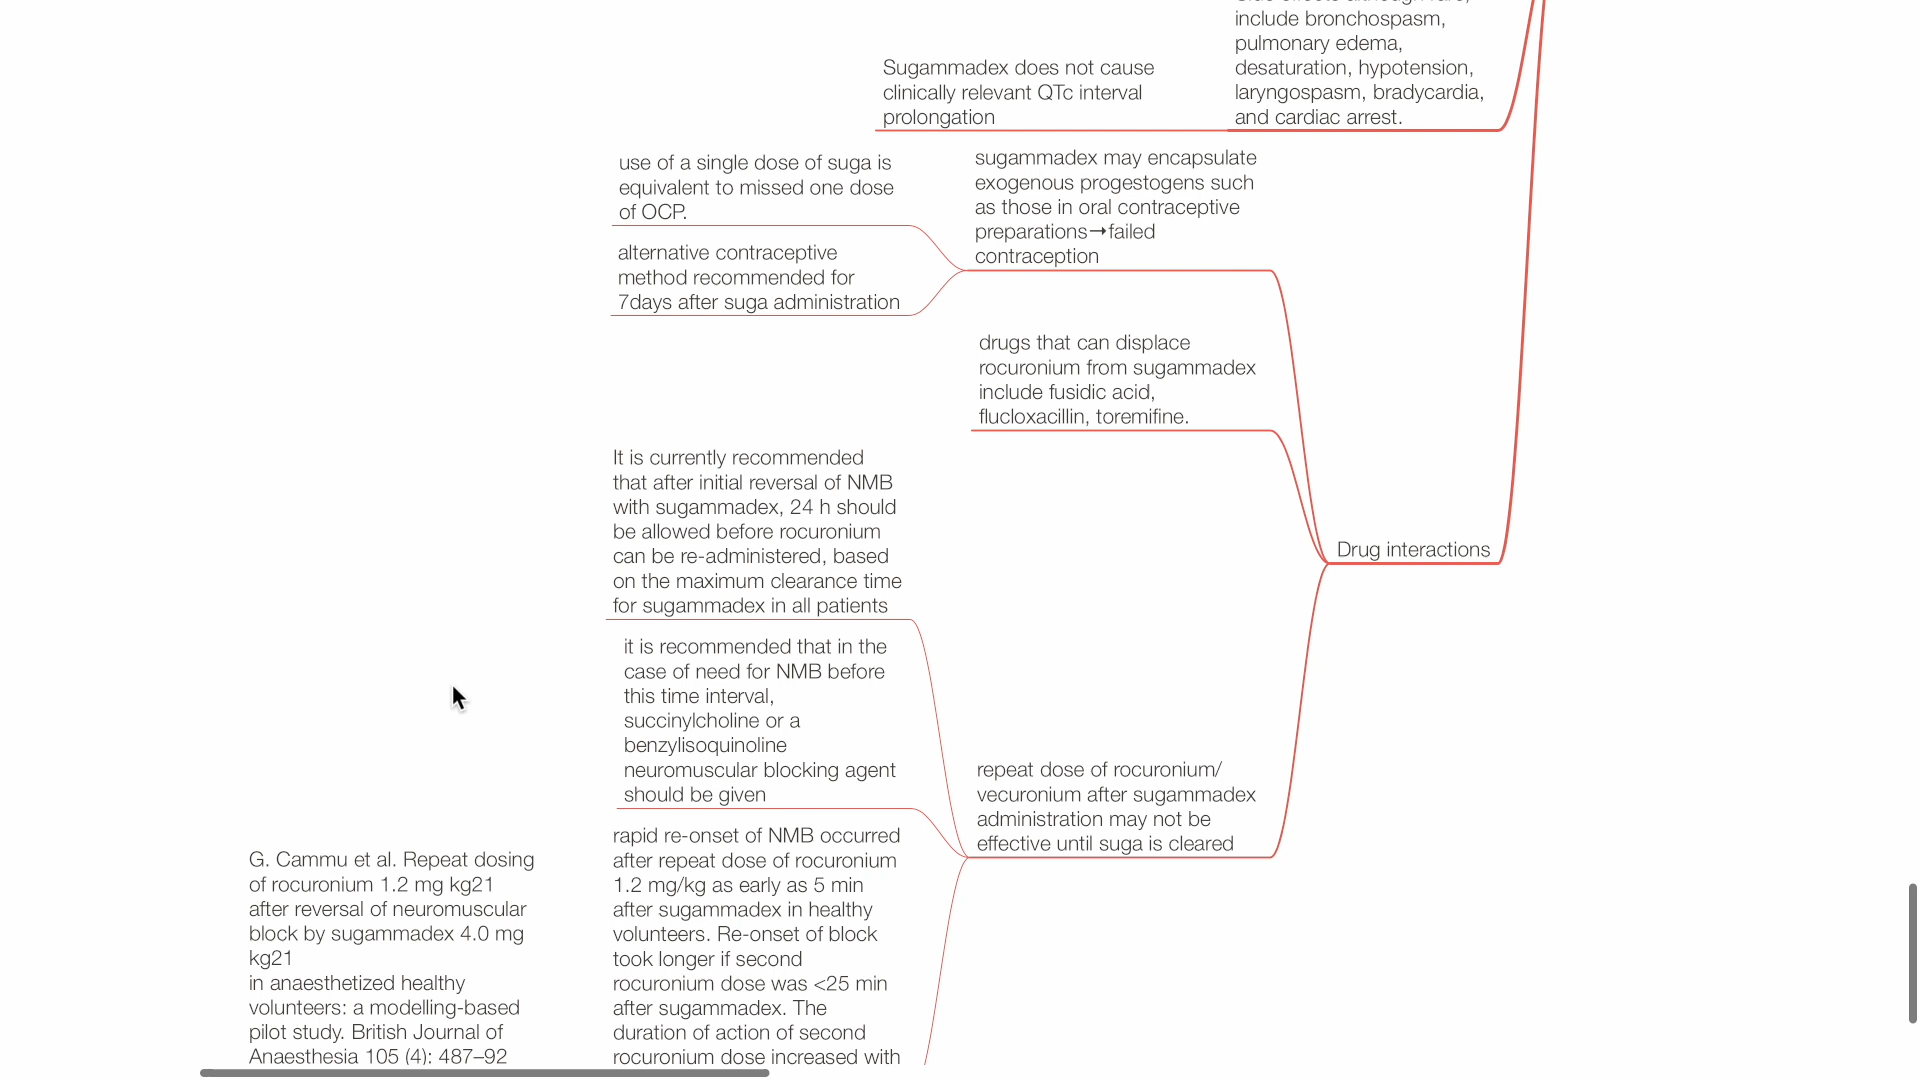 include bronchospasm,
pulmonary edema,
desaturation, hypotension,
laryngospasm, bradycardia,
and cardiac arrest.
Sugammadex does not cause
clinically relevant QTc interval
prolongation
sugammadex may encapsulate
exogenous progestogens such
as those in oral contraceptive
preparations→failed
contraception
use of a single dose of suga is
equivalent to missed one dose
of OCP.
alternative contraceptive
method recommended for
7days after suga administration
drugs that can displace
rocuronium from sugammadex
include fusidic acid,
flucloxacillin, toremifine.
Drug interactions
repeat dose of rocuronium/
vecuronium after sugammadex
administration may not be
effective until suga is cleared
It is currently recommended
that after initial reversal of NMB
with sugammadex, 24 h should
be allowed before rocuronium
can be re-administered, based
on the maximum clearance time
for sugammadex in all patients
it is recommended that in the
case of need for NMB before
this time interval,
succinylcholine or a
benzylisoquinoline
neuromuscular blocking agent
should be given
rapid re-onset of NMB occurred
after repeat dose of rocuronium
1.2 mg/kg as early as 5 min
after sugammadex in healthy
volunteers. Re-onset of block
took longer if second
rocuronium dose was <25 min
after sugammadex. The
duration of action of second
rocuronium dose increased with
G. Cammu et al. Repeat dosing
of rocuronium 1.2 mg kg21
after reversal of neuromuscular
block by sugammadex 4.0 mg
kg21
in anaesthetized healthy
volunteers: a modelling-based
pilot study. British Journal of
Anaesthesia 105 (4): 487–92